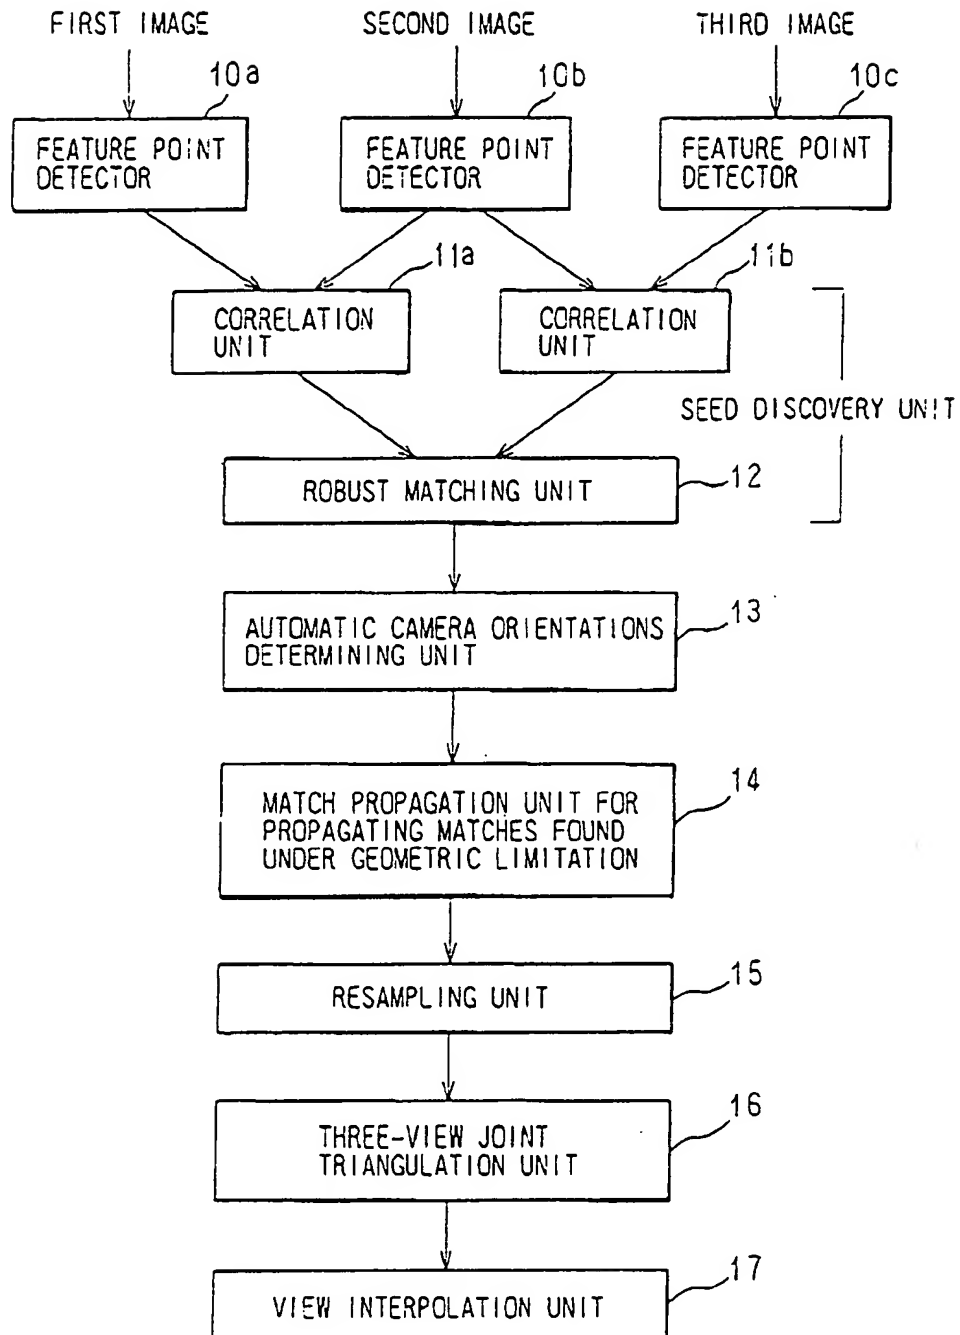 FIRST IMAGE
SECOND IMAGE
THIRD IMAGE
10a
10b
10c
FEATURE POINT
DETECTOR
FEATURE POINT
DETECTOR
FEATURE POINT
DETECTOR
11a
11b
CORRELATION
UNIT
CORRELATION
UNIT
SEED DISCOVERY UNIT
ROBUST MATCHING UNIT
12
AUTOMATIC CAMERA ORIENTATIONS
DETERMINING UNIT
13
MATCH PROPAGATION UNIT FOR
PROPAGATING MATCHES FOUND
UNDER GEOMETRIC LIMITATION
14
RESAMPLING UNIT
15
THREE-VIEW JOINT
TRIANGULATION UNIT
16
VIEW INTERPOLATION UNIT
17